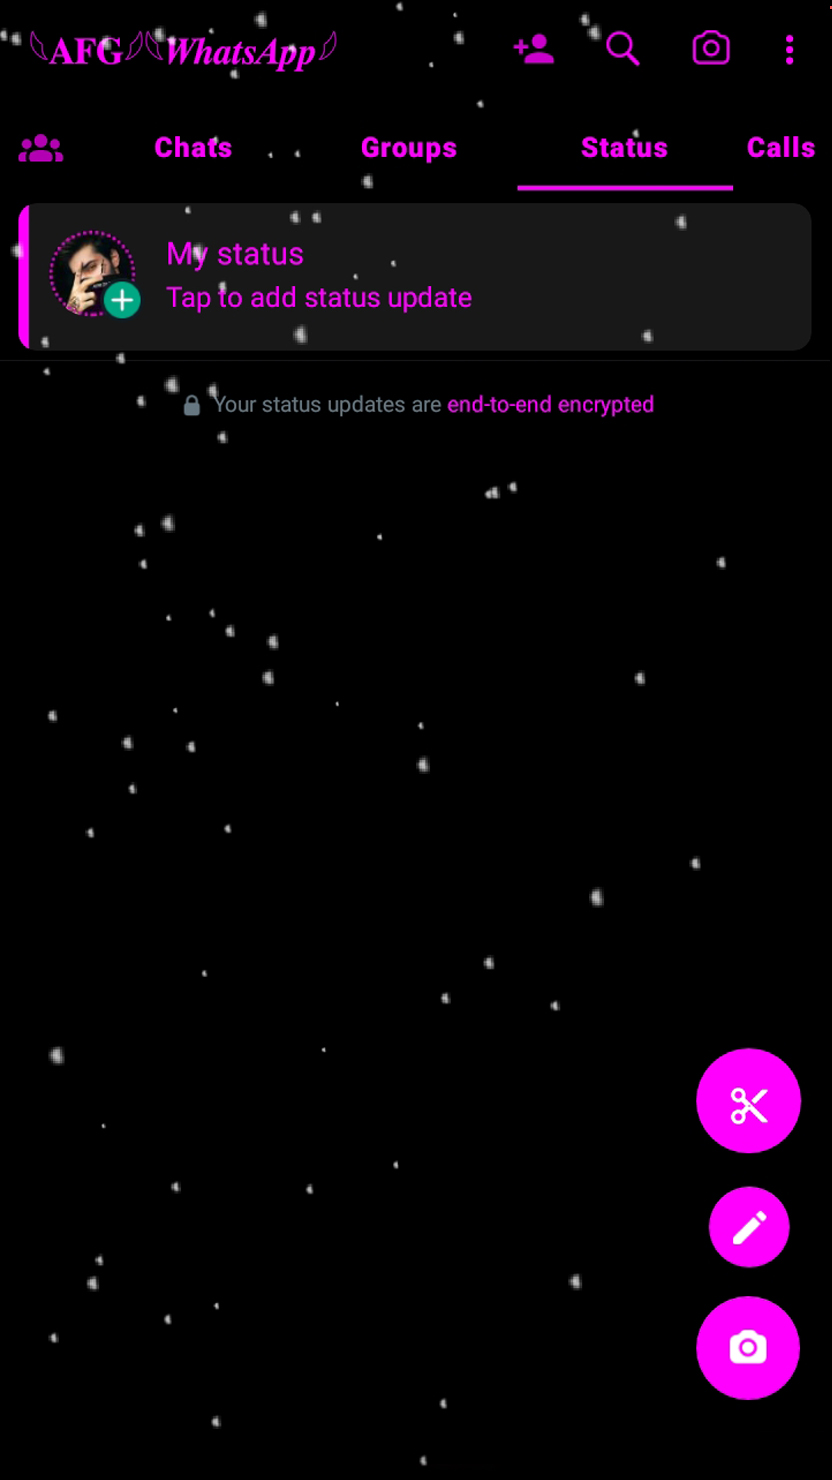 AFG WhatsApp
Chats Groups Status Calls
My status
Tap to add status update
Your status updates are end-to-end encrypted